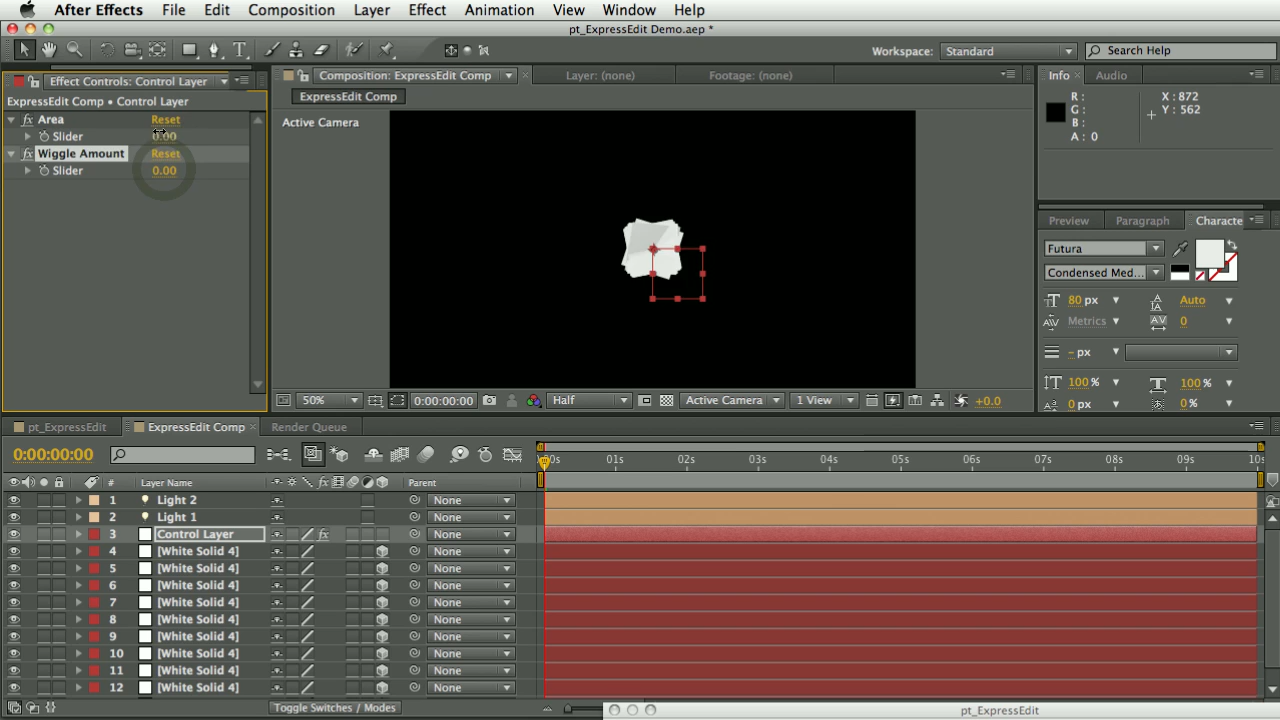 After Effects File Edit Composition Layer Effect Animation View Window Help
pt_ExpressEdit Demo.aep *
Workspace: Standard Search Help
Effect Controls: Control Layer
Composition: ExpressEdit Comp
Layer: (none)
Footage: (none)
Info Audio
ExpressEdit Comp • Control Layer
ExpressEdit Comp
fx Area Reset
Slider 0.00
fx Wiggle Amount Reset
Slider 0.00
Active Camera
R:
G:
B:
A: 0
X: 872
Y: 562
Preview Paragraph Characte
Futura
Condensed Med...
80 px Auto
Metrics 0
- px
100 % 100 %
0 px 0 %
50% 0:00:00:00 Half Active Camera 1 View +0.0
pt_ExpressEdit ExpressEdit Comp Render Queue
0:00:00:00
:00s 01s 02s 03s 04s 05s 06s 07s 08s 09s 10s
# Layer Name fx Parent
1 Light 2 None
2 Light 1 None
3 Control Layer fx None
4 [White Solid 4] None
5 [White Solid 4] None
6 [White Solid 4] None
7 [White Solid 4] None
8 [White Solid 4] None
9 [White Solid 4] None
10 [White Solid 4] None
11 [White Solid 4] None
12 [White Solid 4] None
Toggle Switches / Modes
pt_ExpressEdit